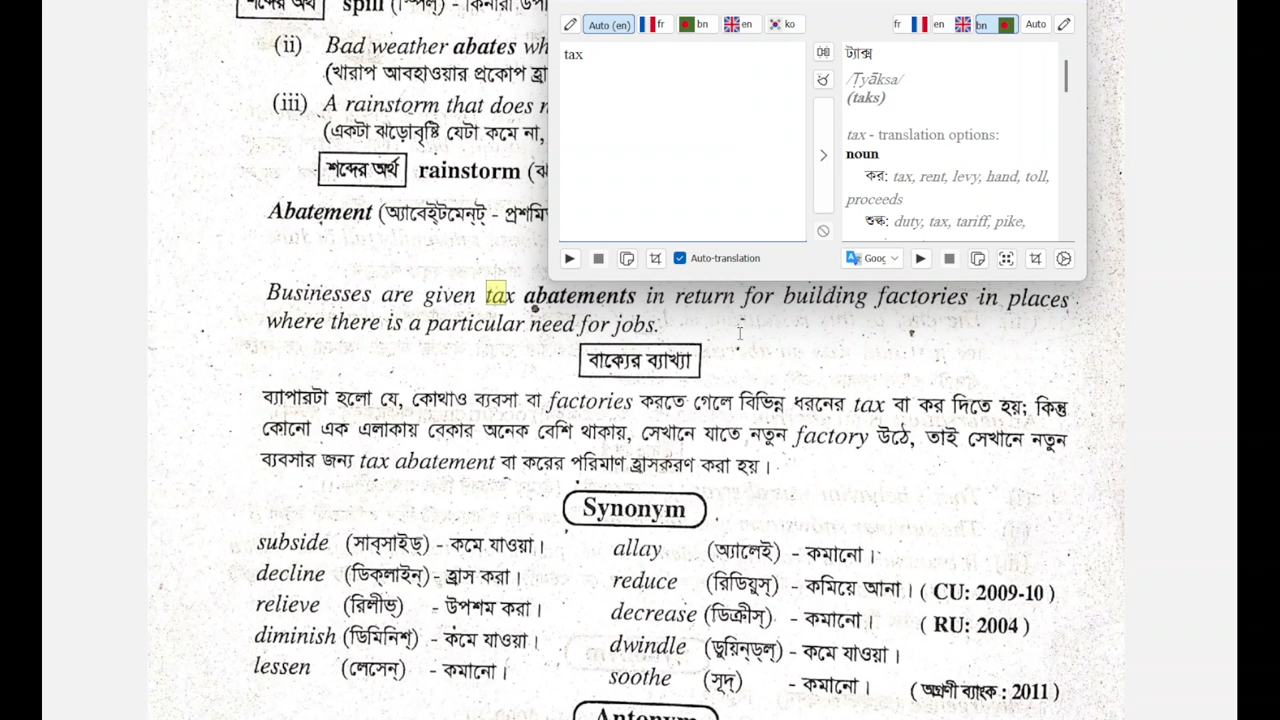 শব্দের অর্থ spill (স্পিল্) - কিনারা উপ
(ii) Bad weather abates wh
(খারাপ আবহাওয়ার প্রকোপ হ্রা
(iii) A rainstorm that does n
(একটা ঝড়োবৃষ্টি যেটা কমে না,
শব্দের অর্থ rainstorm (ঝ
Abatement (অ্যাবেইটমেন্ট্ - প্রশমি
Auto (en) fr bn en ko
fr en bn Auto
tax
ট্যাক্স
/Ṭyāksa/
(taks)
tax - translation options:
noun
কর: tax, rent, levy, hand, toll,
proceeds
শুল্ক: duty, tax, tariff, pike,
Auto-translation
Goog
Businesses are given tax abatements in return for building factories in places
where there is a particular need for jobs.
বাক্যের ব্যাখ্যা
ব্যাপারটা হলো যে, কোথাও ব্যবসা বা factories করতে গেলে বিভিন্ন ধরনের tax বা কর দিতে হয়; কিন্তু
কোনো এক এলাকায় বেকার অনেক বেশি থাকায়, সেখানে যাতে নতুন factory উঠে, তাই সেখানে নতুন
ব্যবসার জন্য tax abatement বা করের পরিমাণ হ্রাসকরণ করা হয়।
Synonym
subside (সাব্সাইড্) - কমে যাওয়া। allay (অ্যালেই) - কমানো।
decline (ডিক্লাইন্) - হ্রাস করা। reduce (রিডিয়ুস্) - কমিয়ে আনা। ( CU: 2009-10 )
relieve (রিলীভ্) - উপশম করা। decrease (ডিক্রীস্) - কমানো। ( RU: 2004 )
diminish (ডিমিনিশ্) - কমে যাওয়া। dwindle (ডুয়িন্ড্ল্) - কমে যাওয়া।
lessen (লেসেন্) - কমানো। soothe (সূদ্) - কমানো। (অগ্রণী ব্যাংক : 2011 )
Antonym